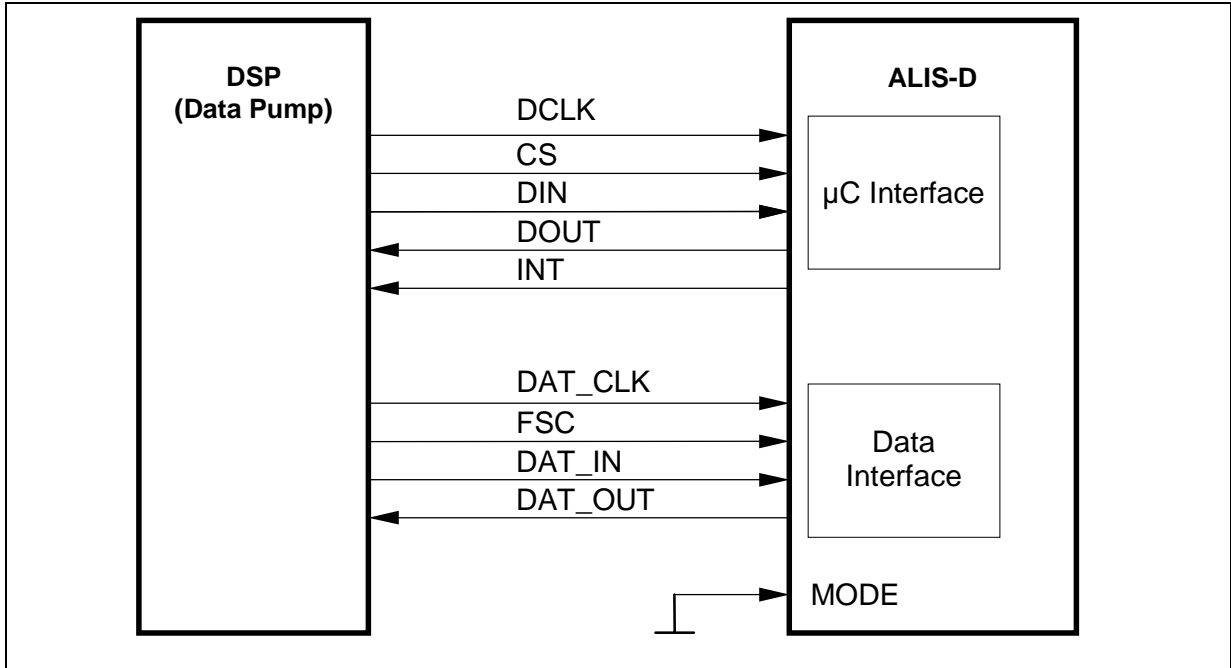 DSP
(Data Pump)
ALIS-D
DCLK
CS
DIN
DOUT
INT
µC Interface
DAT_CLK
FSC
DAT_IN
DAT_OUT
Data
Interface
MODE